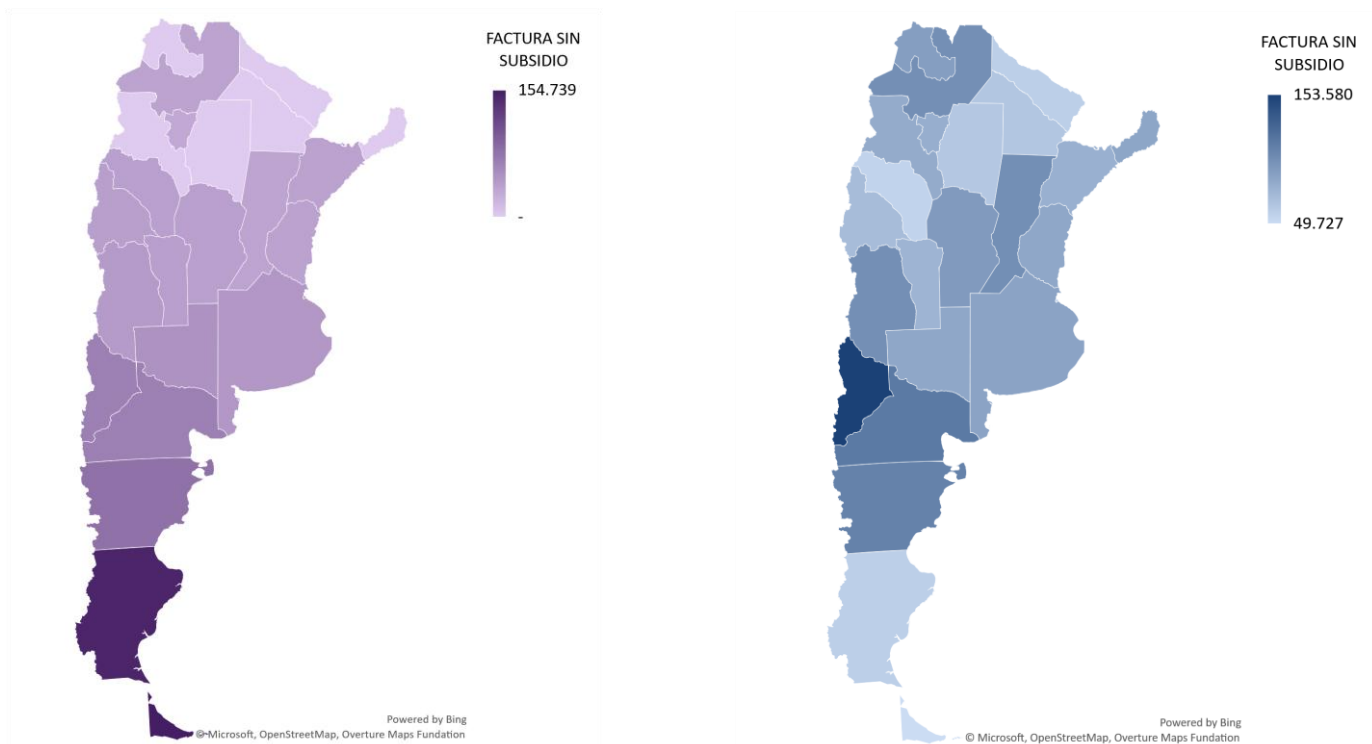 FACTURA SIN
SUBSIDIO
154.739
-
Powered by Bing
© Microsoft, OpenStreetMap, Overture Maps Fundation
FACTURA SIN
SUBSIDIO
153.580
49.727
Powered by Bing
© Microsoft, OpenStreetMap, Overture Maps Fundation